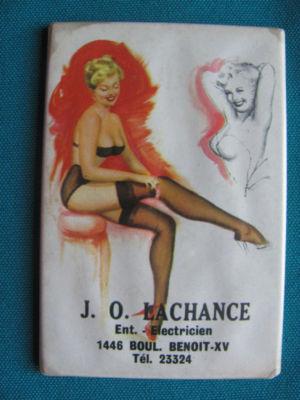 J. O. LACHANCE
Ent. - Electricien
1446 BOUL. BENOIT-XV
Tél. 23324